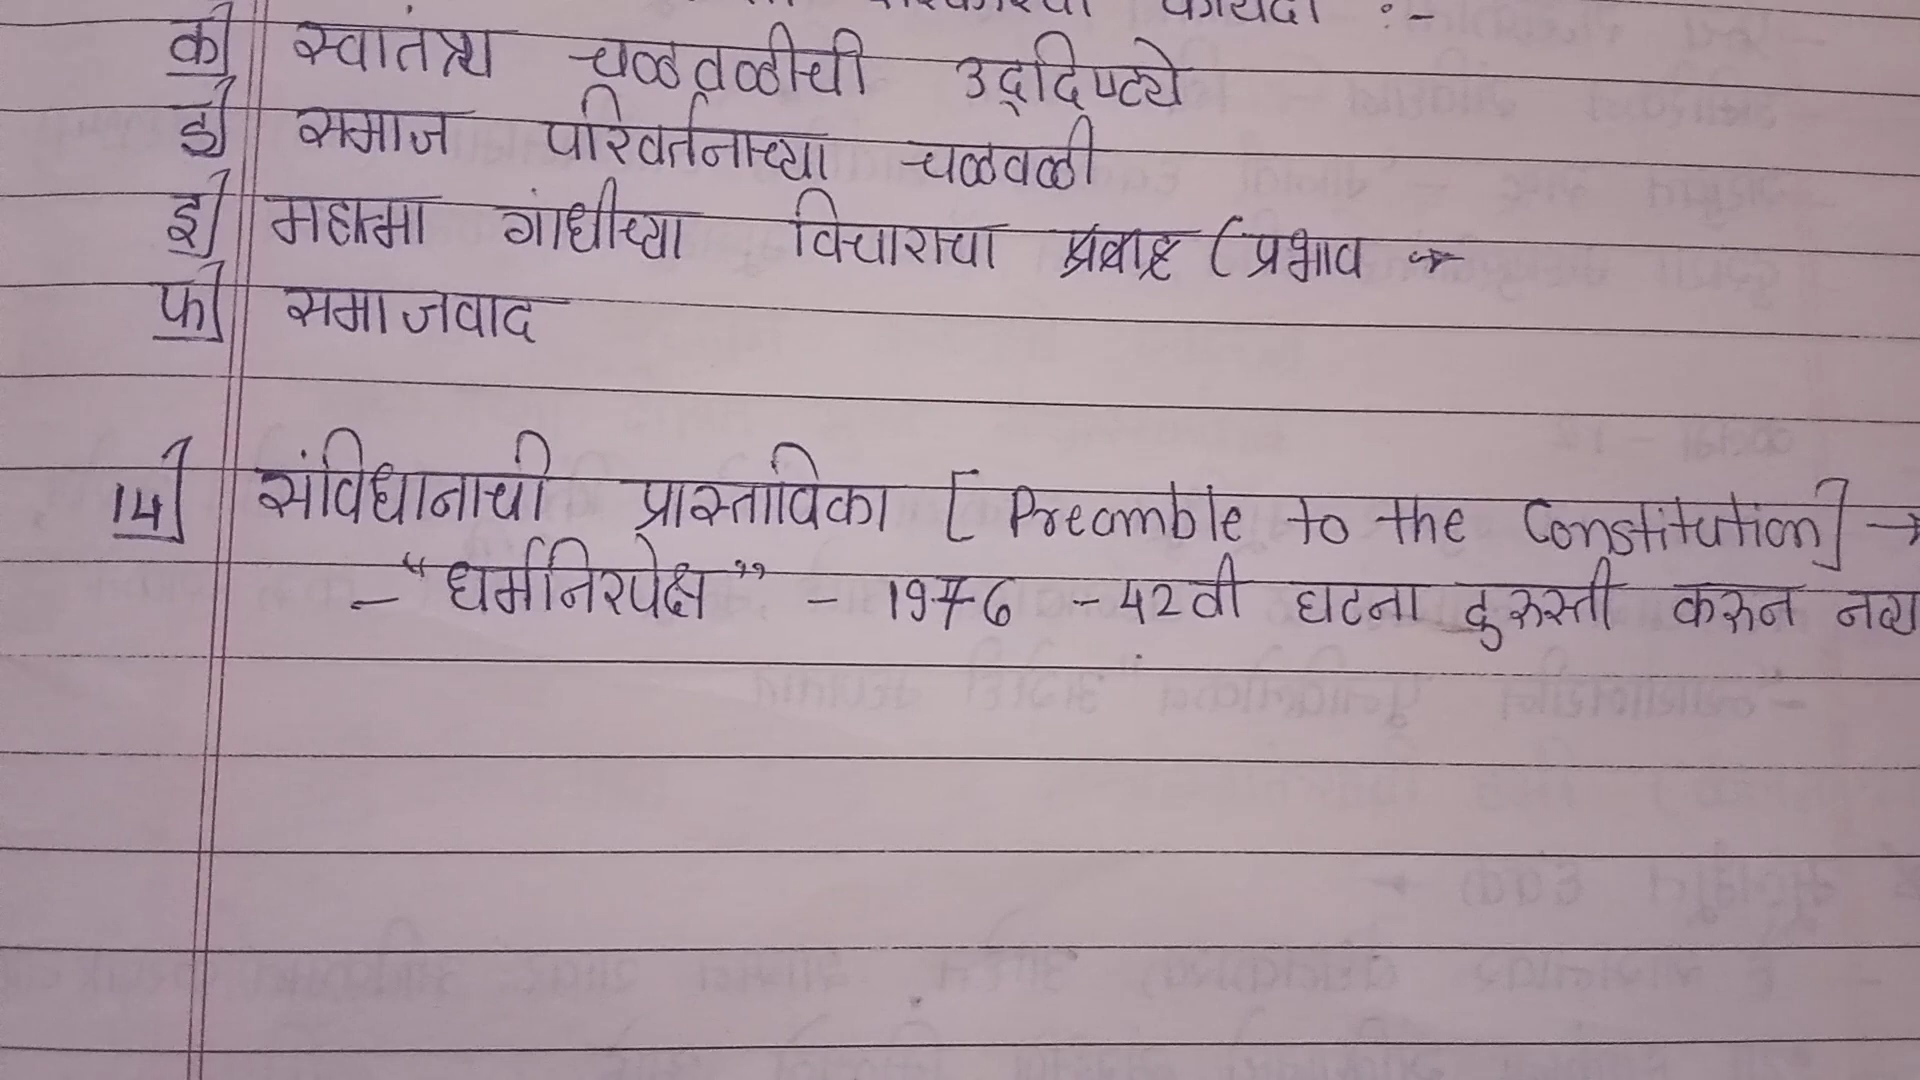 कायदा :-
क] स्वातंत्र्य चळवळीची उद्दिष्ट्ये
ड] समाज परिवर्तनाच्या चळवळी
इ] महात्मा गांधीच्या विचाराचा प्रवाह (प्रभाव →
फ] समाजवाद
14] संविधानाची प्रास्ताविका [Preamble to the Constitution] →
– “धर्मनिरपेक्ष” – 1976 – 42वी घटना दुरुस्ती करुन